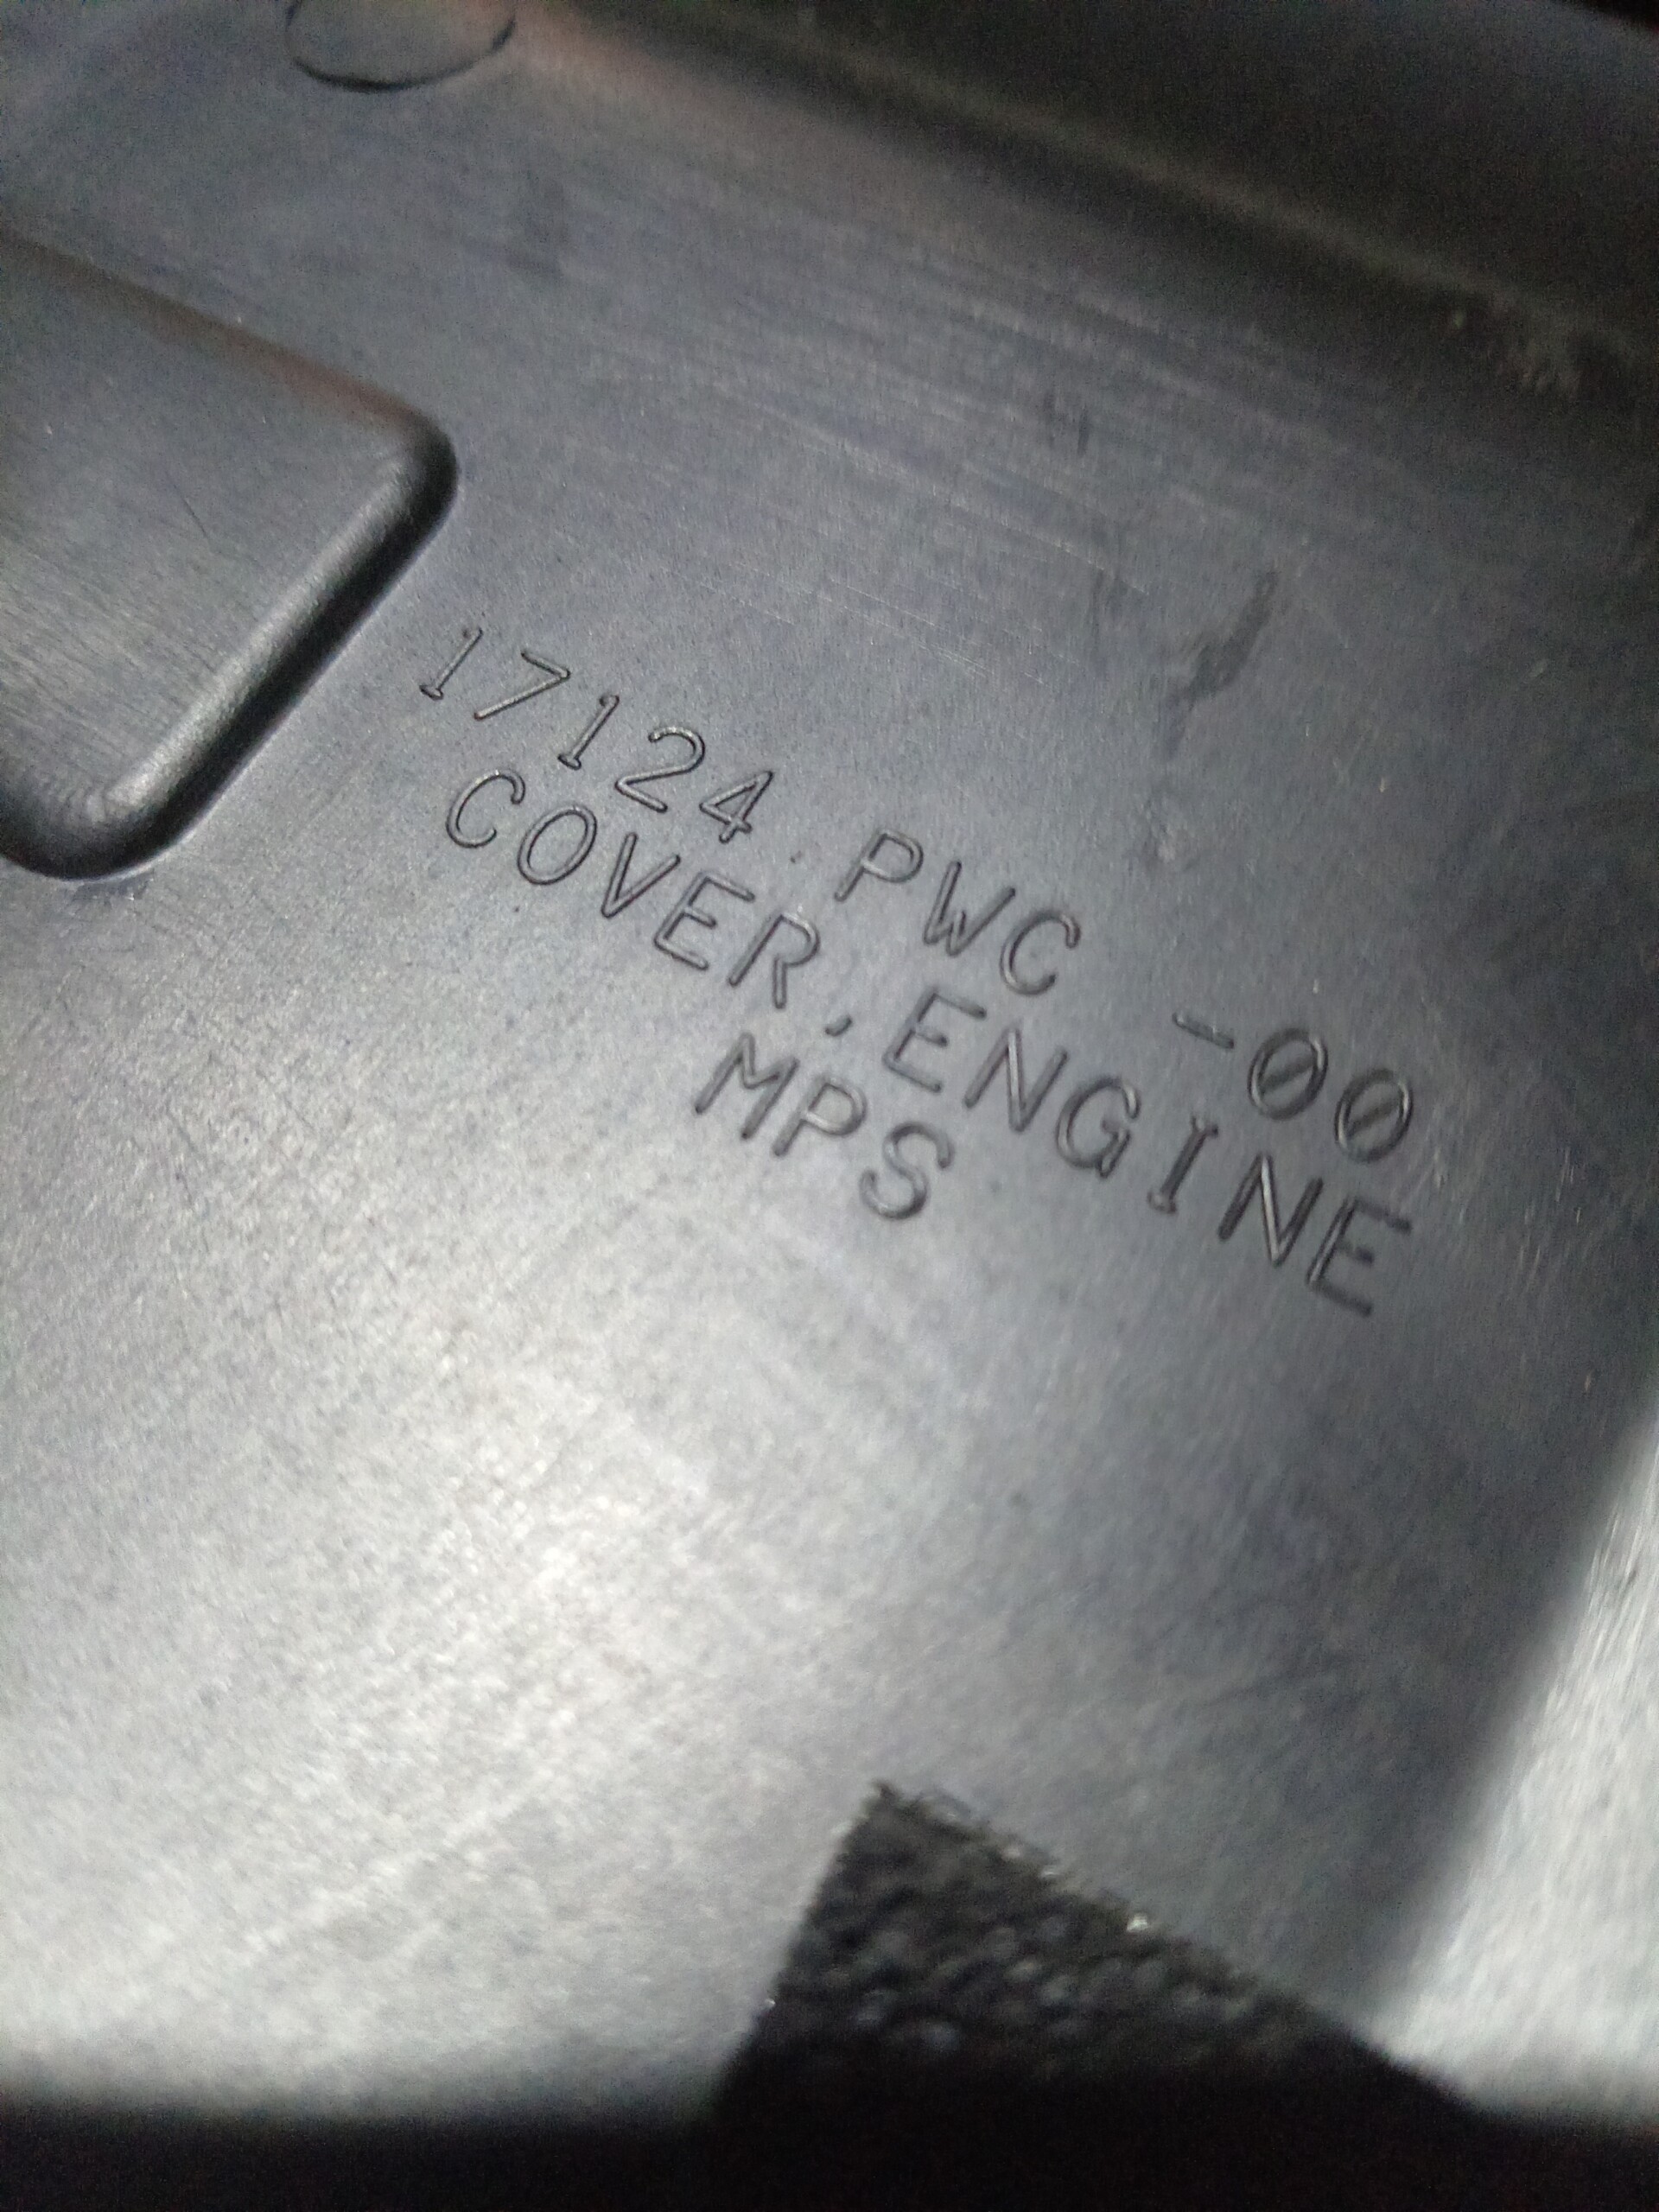 17124 PWC -00
COVER,ENGINE
MPS